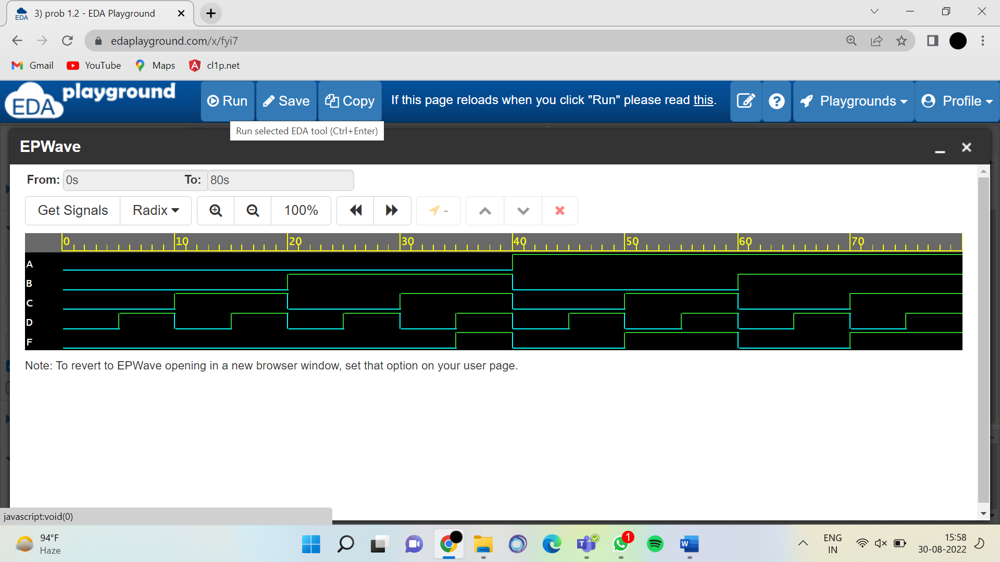 3) prob 1.2 - EDA Playground
EDA
edaplayground.com/x/fyi7
Gmail YouTube Maps cl1p.net
EDA playground Run Save Copy If this page reloads when you click "Run" please read this. Playgrounds Profile
Run selected EDA tool (Ctrl+Enter)
EPWave
From: 0s To: 80s
Get Signals Radix 100% -
0 10 20 30 40 50 60 70
A
B
C
D
F
Note: To revert to EPWave opening in a new browser window, set that option on your user page.
javascript:void(0)
94°F
Haze
1
ENG
IN
15:58
30-08-2022